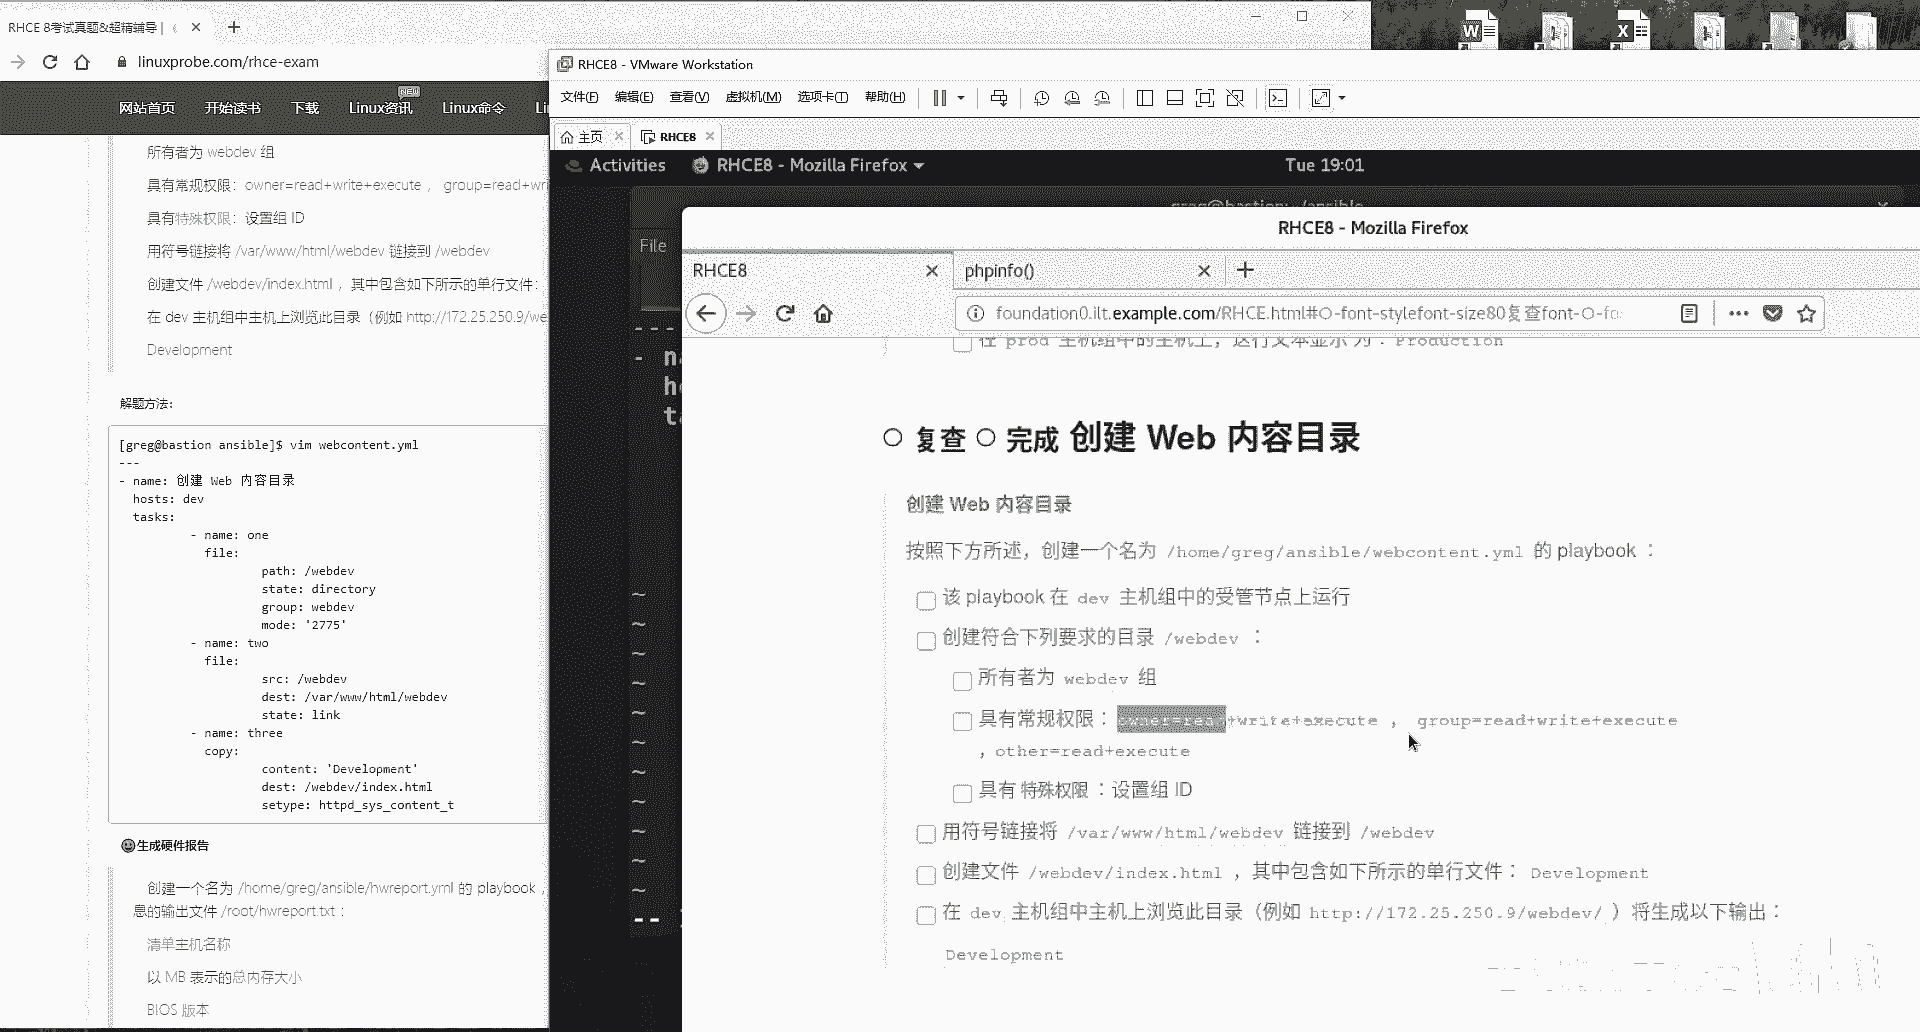 RHCE 8考试真题&超精辅导 |
linuxprobe.com/rhce-exam
网站首页 开始读书 下载 Linux资讯 NEW Linux命令
所有者为 webdev 组
具有常规权限：owner=read+write+execute ， group=read+wri
具有特殊权限：设置组 ID
用符号链接将 /var/www/html/webdev 链接到 /webdev
创建文件 /webdev/index.html ，其中包含如下所示的单行文件：
在 dev 主机组中主机上浏览此目录（例如 http://172.25.250.9/we
Development
解题方法：
[greg@bastion ansible]$ vim webcontent.yml
---
- name: 创建 Web 内容目录
hosts: dev
tasks:
- name: one
file:
path: /webdev
state: directory
group: webdev
mode: '2775'
- name: two
file:
src: /webdev
dest: /var/www/html/webdev
state: link
- name: three
copy:
content: 'Development'
dest: /webdev/index.html
setype: httpd_sys_content_t
生成硬件报告
创建一个名为 /home/greg/ansible/hwreport.yml 的 playbook ，
息的输出文件 /root/hwreport.txt ：
清单主机名称
以 MB 表示的总内存大小
BIOS 版本
RHCE8 - VMware Workstation
文件(F) 编辑(E) 查看(V) 虚拟机(M) 选项卡(T) 帮助(H)
主页 RHCE8
Activities RHCE8 - Mozilla Firefox Tue 19:01
greg@bastion:~/ansible
File
RHCE8 - Mozilla Firefox
RHCE8 phpinfo()
foundation0.ilt.example.com/RHCE.html#O-font-stylefont-size80复查font-O-fo
在 prod 主机组中的主机上，这行文本显示 为：Production
复查 完成 创建 Web 内容目录
创建 Web 内容目录
按照下方所述，创建一个名为 /home/greg/ansible/webcontent.yml 的 playbook ：
该 playbook 在 dev 主机组中的受管节点上运行
创建符合下列要求的目录 /webdev ：
所有者为 webdev 组
具有常规权限：owner=read+write+execute ， group=read+write+execute
，other=read+execute
具有 特殊权限 ：设置组 ID
用符号链接将 /var/www/html/webdev 链接到 /webdev
创建文件 /webdev/index.html ，其中包含如下所示的单行文件： Development
在 dev 主机组中主机上浏览此目录（例如 http://172.25.250.9/webdev/ ）将生成以下输出：
Development